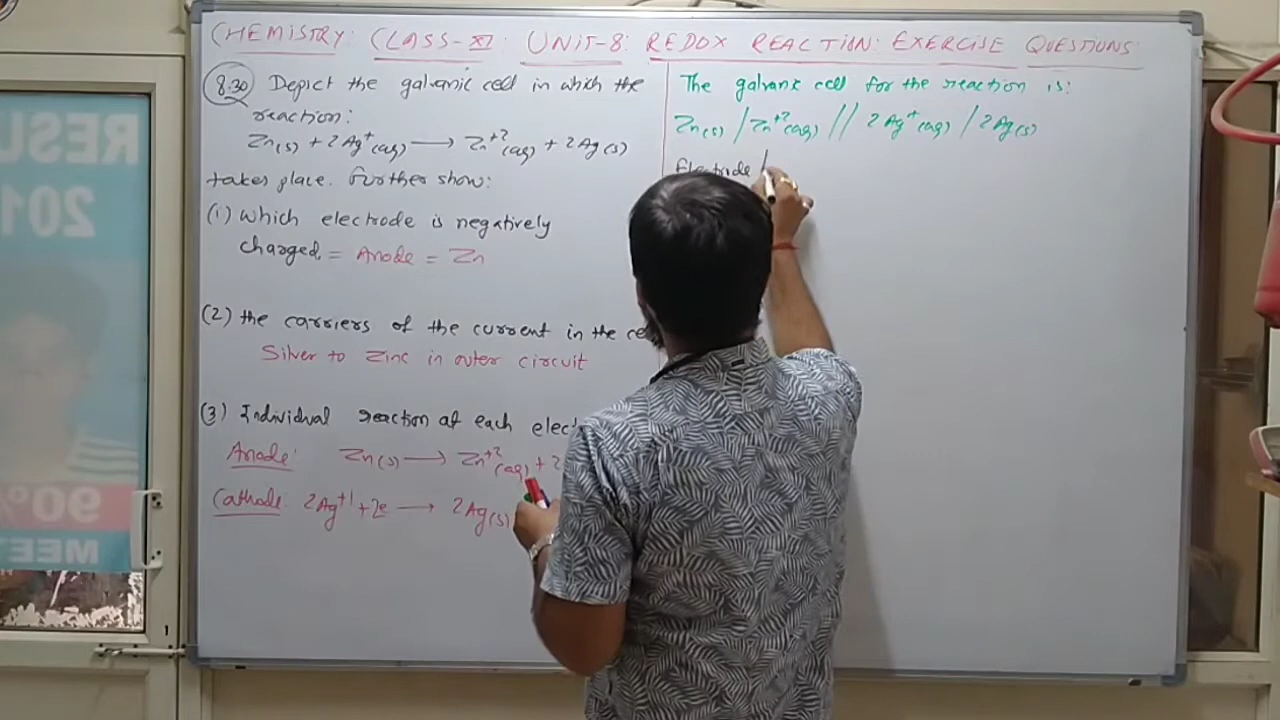 CHEMISTRY: CLASS-XI: UNIT-8: REDOX REACTION: EXERCISE QUESTIONS:
8.30 Depict the galvanic cell in which the
reaction:
Zn(s) + 2Ag⁺(aq) ⟶ Zn⁺²(aq) + 2Ag(s)
takes place. Further show:
(1) which electrode is negatively
charged = Anode = Zn
(2) the carriers of the current in the ce
Silver to Zinc in outer circuit
(3) Individual reaction at each elect
Anode: Zn(s) ⟶ Zn⁺²(aq) + 2
Cathode: 2Ag⁺¹ + 2e ⟶ 2Ag(s)
The galvanic cell for the reaction is:
Zn(s) / Zn⁺²(aq) // 2Ag⁺(aq) / 2Ag(s)
Electrode /
RESU
201
90%
MEET